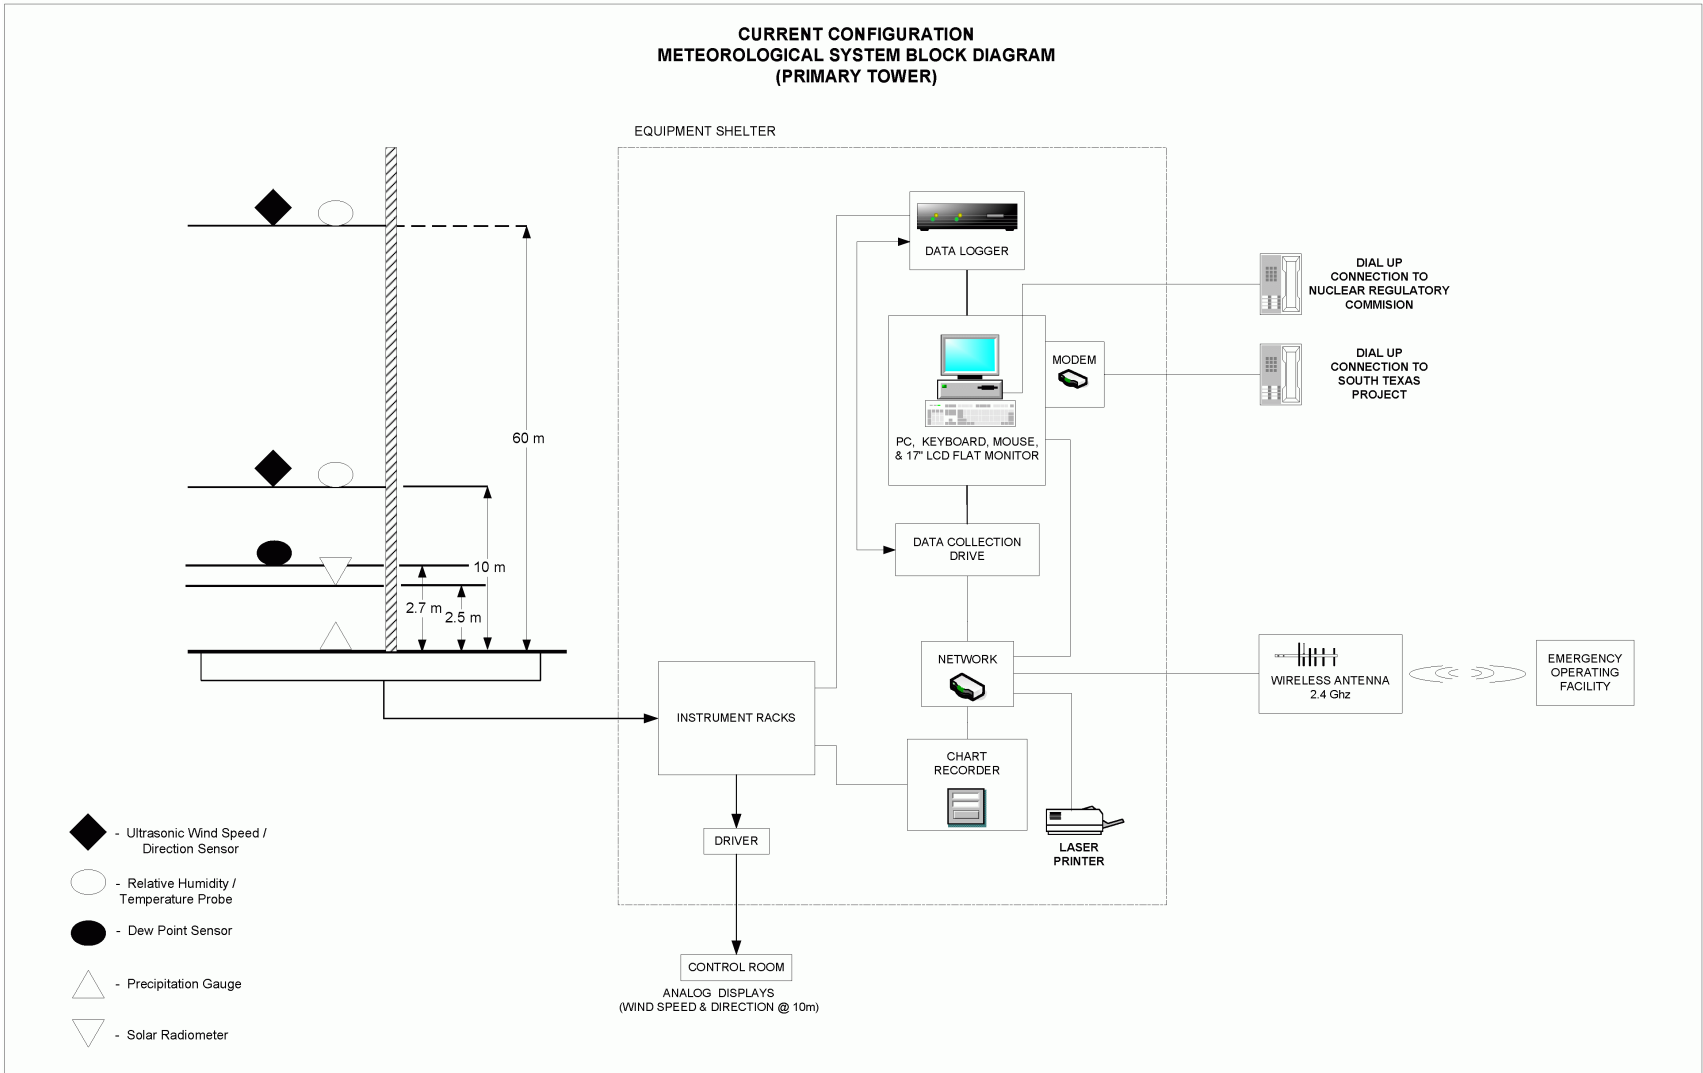 CURRENT CONFIGURATION
METEOROLOGICAL SYSTEM BLOCK DIAGRAM
(PRIMARY TOWER)
EQUIPMENT SHELTER
DATA LOGGER
DIAL UP
CONNECTION TO
NUCLEAR REGULATORY
COMMISION
MODEM
DIAL UP
CONNECTION TO
SOUTH TEXAS
PROJECT
PC, KEYBOARD, MOUSE,
& 17" LCD FLAT MONITOR
60 m
10 m
2.7 m
2.5 m
DATA COLLECTION
DRIVE
NETWORK
WIRELESS ANTENNA
2.4 Ghz
EMERGENCY
OPERATING
FACILITY
INSTRUMENT RACKS
CHART
RECORDER
LASER
PRINTER
DRIVER
CONTROL ROOM
ANALOG DISPLAYS
(WIND SPEED & DIRECTION @ 10m)
- Ultrasonic Wind Speed /
Direction Sensor
- Relative Humidity /
Temperature Probe
- Dew Point Sensor
- Precipitation Gauge
- Solar Radiometer